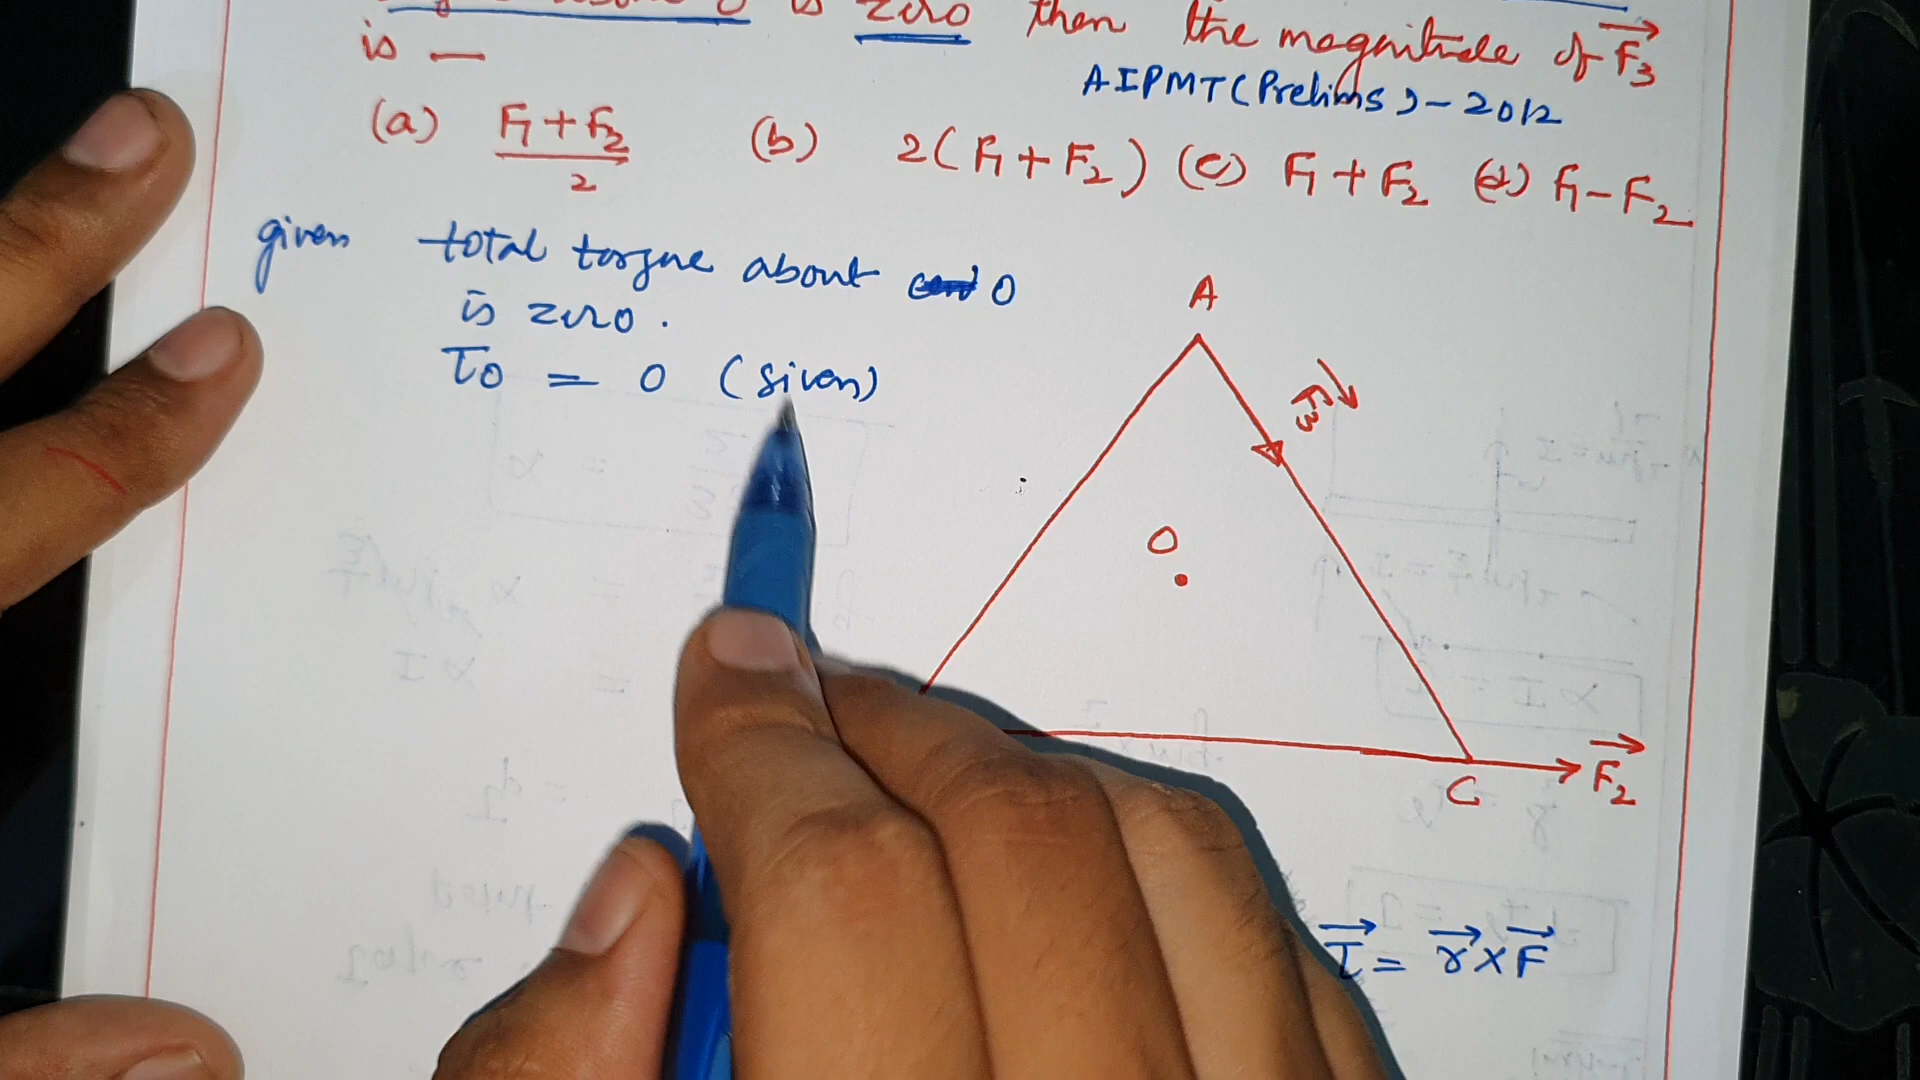 is zero then the magnitude of F₃
is —
AIPMT (Prelims) - 2012
(a) F₁ + F₂ / 2 (b) 2(F₁ + F₂) (c) F₁ + F₂ (d) F₁ - F₂
given total torque about O
is zero.
τo = 0 (given)
A
F₃
O
C
F₂
τ = r × F